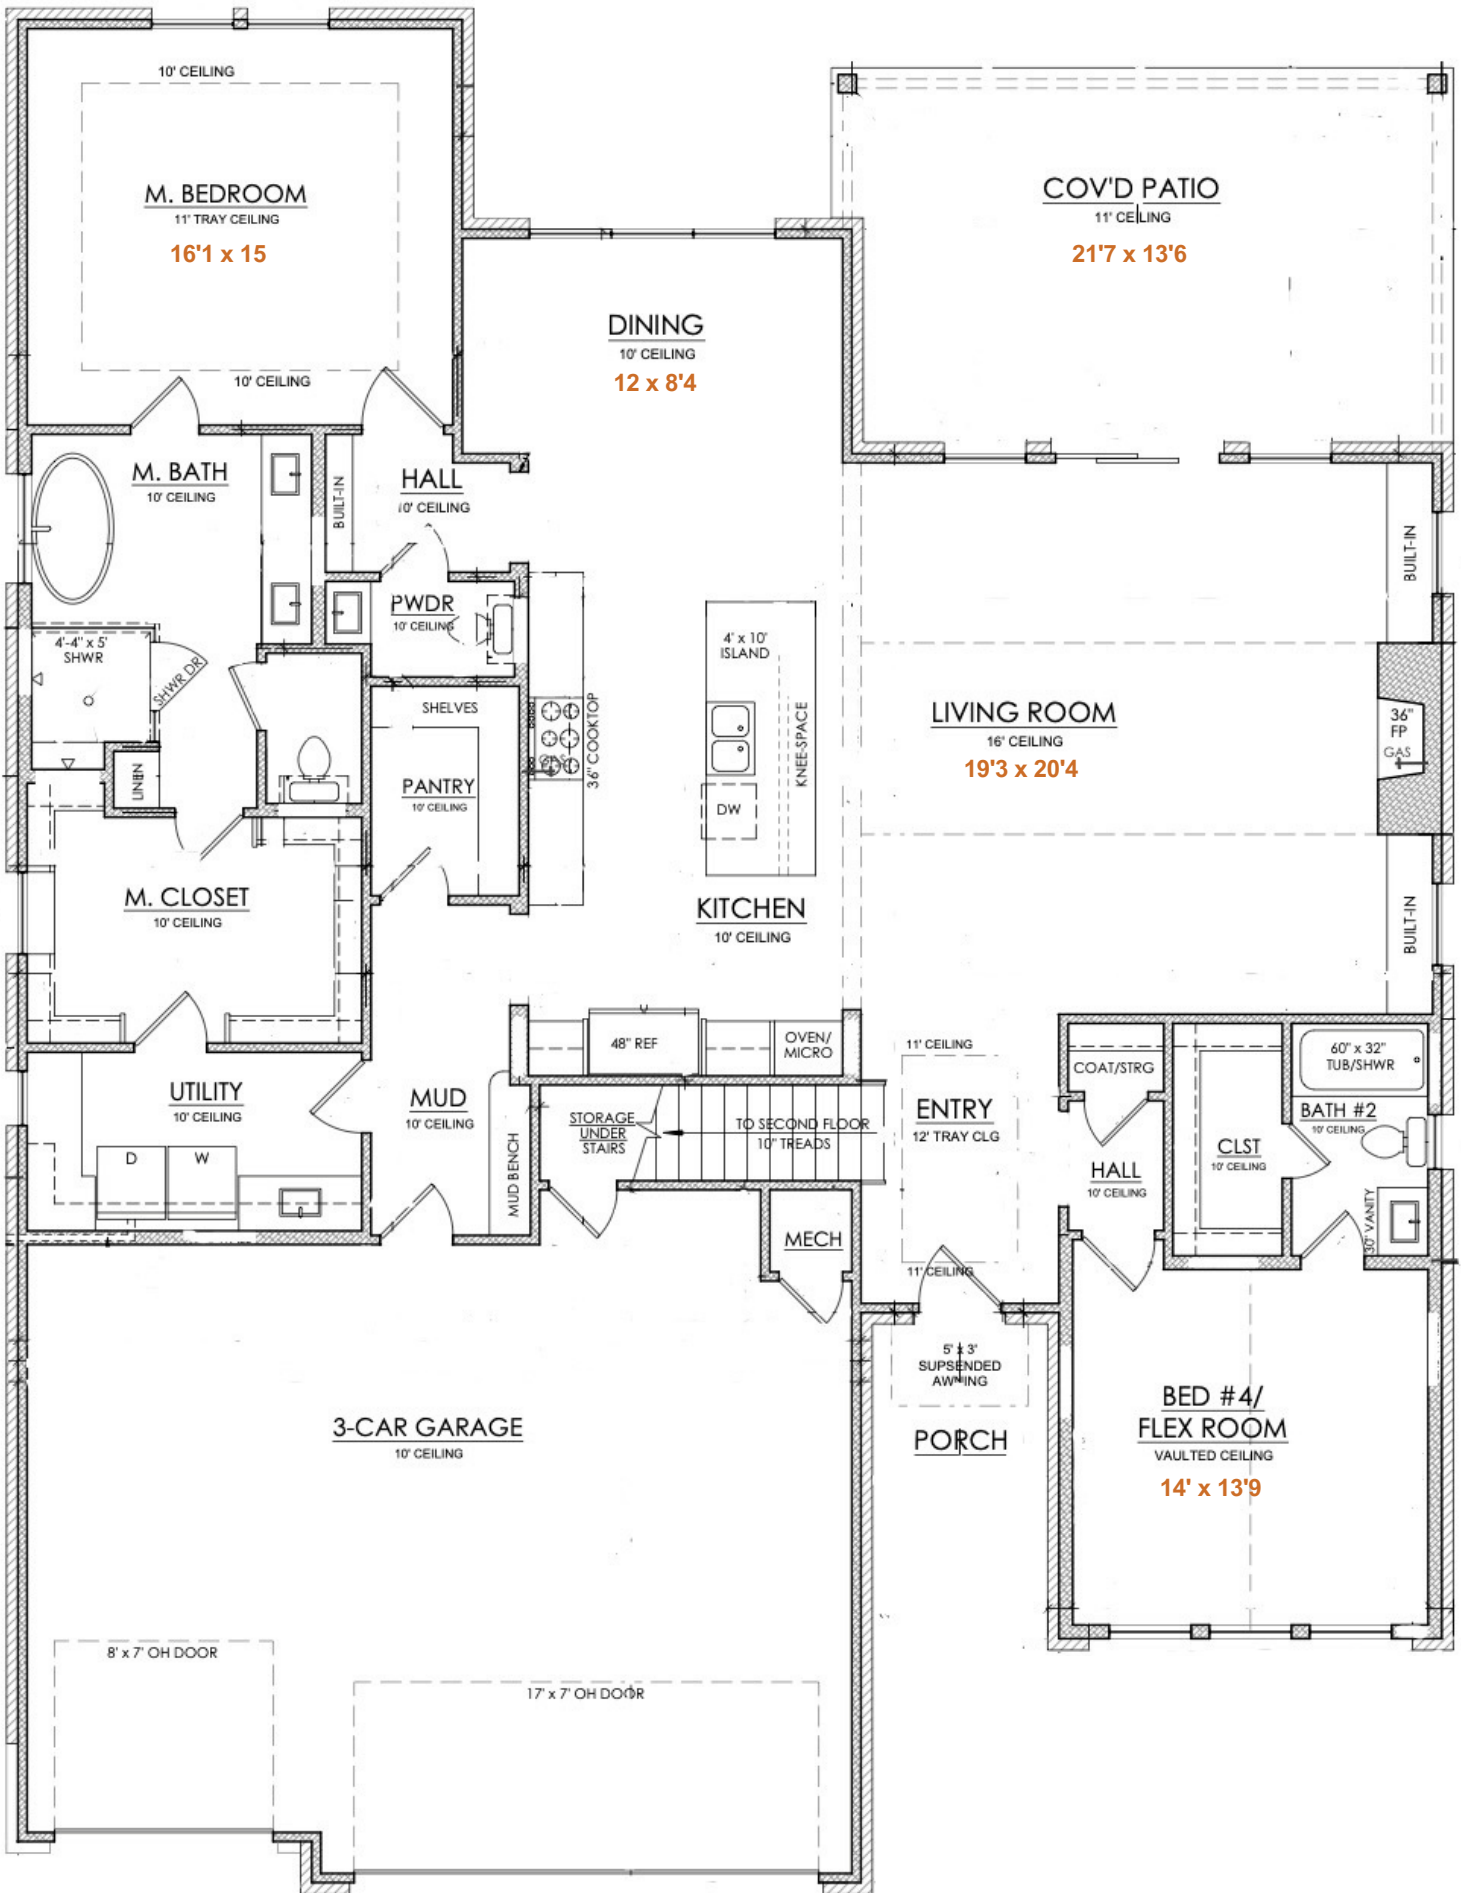 10' CEILING
M. BEDROOM
11' TRAY CEILING
16'1 x 15
10' CEILING
COV'D PATIO
11' CEILING
21'7 x 13'6
DINING
10' CEILING
12 x 8'4
M. BATH
10' CEILING
HALL
10' CEILING
BUILT-IN
BUILT-IN
PWDR
10' CEILING
4'-4" x 5'
SHWR
SHWR DR
4' x 10'
ISLAND
SHELVES
36" COOKTOP
KNEE-SPACE
LIVING ROOM
16' CEILING
19'3 x 20'4
36"
FP
GAS
LINEN
PANTRY
10' CEILING
DW
M. CLOSET
10' CEILING
KITCHEN
10' CEILING
BUILT-IN
48" REF
OVEN/
MICRO
11' CEILING
COAT/STRG
60" x 32"
TUB/SHWR
UTILITY
10' CEILING
MUD
10' CEILING
MUD BENCH
STORAGE
UNDER
STAIRS
TO SECOND FLOOR
10" TREADS
ENTRY
12' TRAY CLG
BATH #2
10' CEILING
CLST
10' CEILING
HALL
10' CEILING
D
W
30" VANITY
MECH
11' CEILING
5' x 3'
SUPSENDED
AWNING
PORCH
3-CAR GARAGE
10' CEILING
BED #4/
FLEX ROOM
VAULTED CEILING
14' x 13'9
8' x 7' OH DOOR
17' x 7' OH DOOR